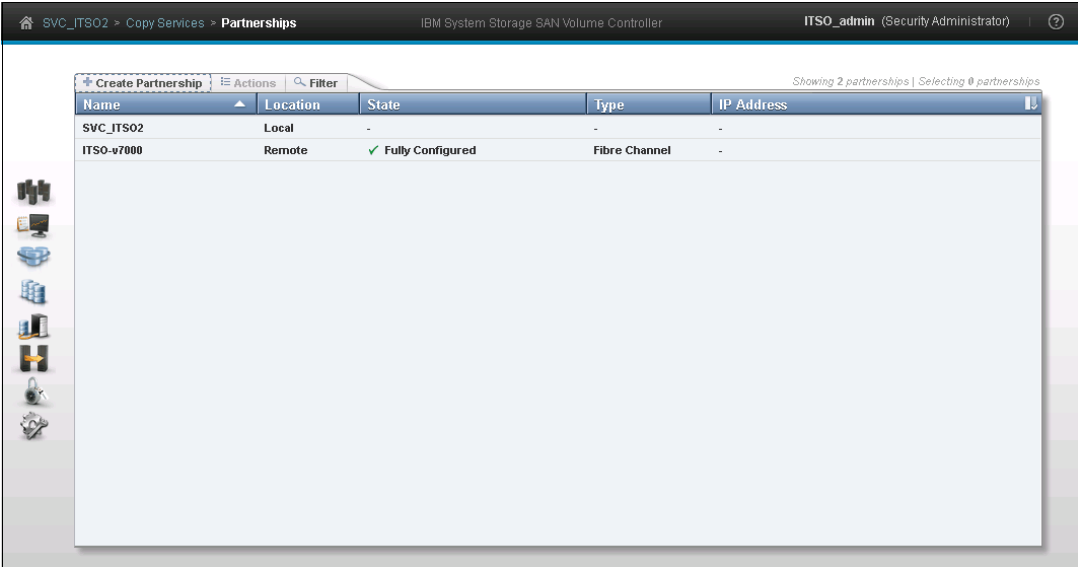 SVC_ITSO2 > Copy Services > Partnerships IBM System Storage SAN Volume Controller ITSO_admin (Security Administrator) | ?
Create Partnership Actions Filter Showing 2 partnerships | Selecting 0 partnerships
Name Location State Type IP Address
SVC_ITSO2 Local - - -
ITSO-v7000 Remote ✓ Fully Configured Fibre Channel -